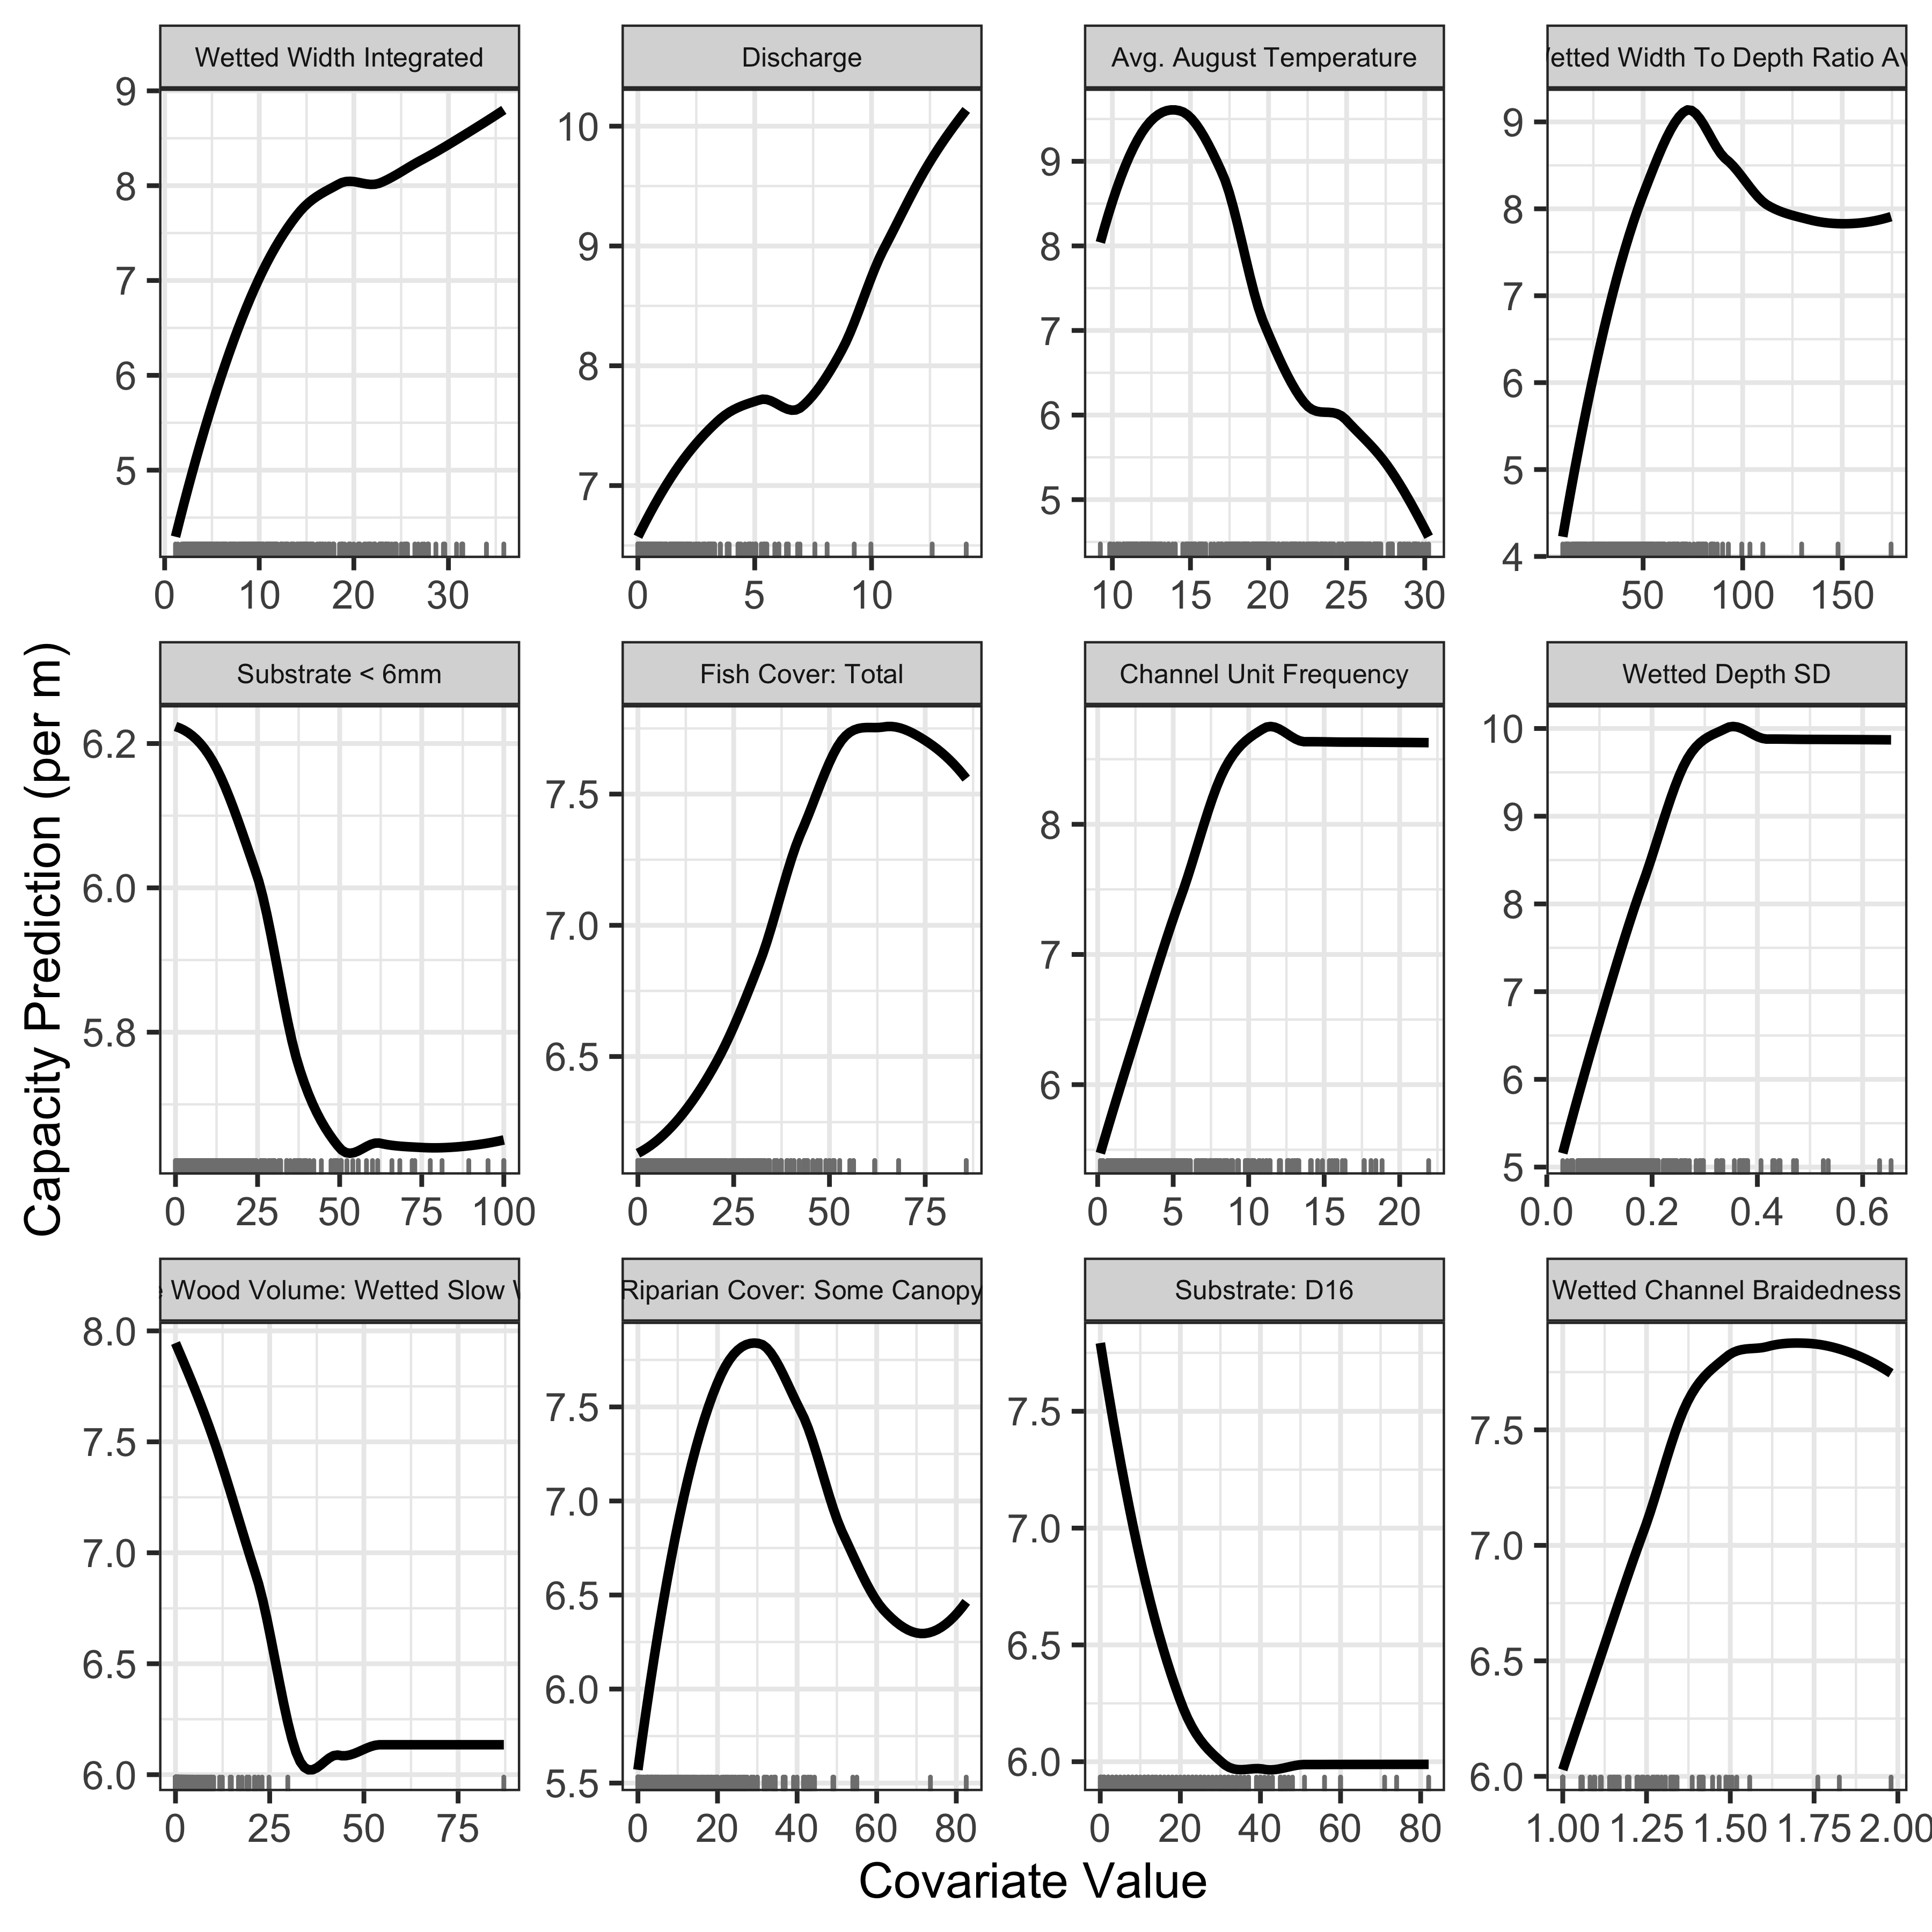 Wetted Width Integrated
Discharge
Avg. August Temperature
Width To Depth Ratio
9
8
7
6
5
0 10 20 30
10
9
8
7
0 5 10
9
8
7
6
5
10 15 20 25 30
9
8
7
6
5
4
50 100 150
Capacity Prediction (per m)
Substrate < 6mm
Fish Cover: Total
Channel Unit Frequency
Wetted Depth SD
6.2
6.0
5.8
0 25 50 75 100
7.5
7.0
6.5
0 25 50 75
8
7
6
0 5 10 15 20
10
9
8
7
6
5
0.0 0.2 0.4 0.6
Wood Volume: Wetted Slow
Riparian Cover: Some Canopy
Substrate: D16
Wetted Channel Braidedness
8.0
7.5
7.0
6.5
6.0
0 25 50 75
7.5
7.0
6.5
6.0
5.5
0 20 40 60 80
7.5
7.0
6.5
6.0
0 20 40 60 80
7.5
7.0
6.5
6.0
1.00 1.25 1.50 1.75 2.00
Covariate Value